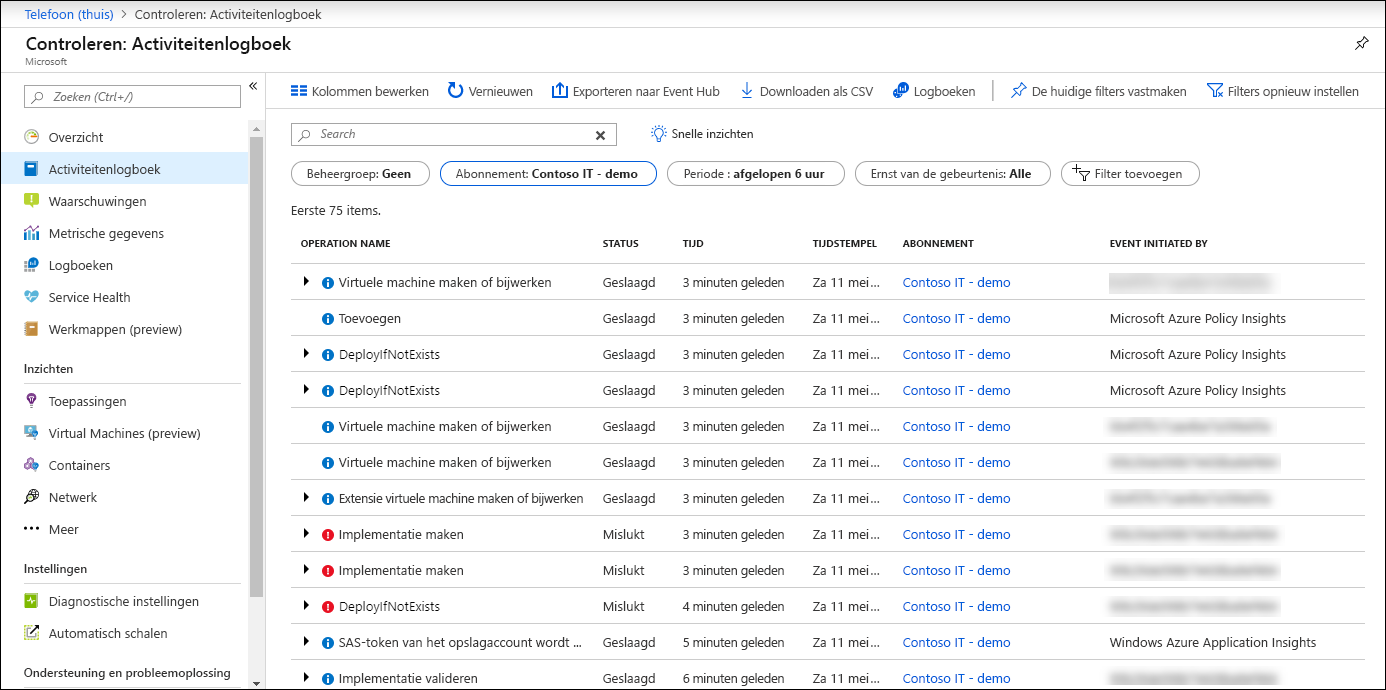 Telefoon (thuis) > Controleren: Activiteitenlogboek
Controleren: Activiteitenlogboek
Microsoft
Zoeken (Ctrl+/)
«
Overzicht
Activiteitenlogboek
Waarschuwingen
Metrische gegevens
Logboeken
Service Health
Werkmappen (preview)
Inzichten
Toepassingen
Virtual Machines (preview)
Containers
Netwerk
Meer
Instellingen
Diagnostische instellingen
Automatisch schalen
Ondersteuning en probleemoplossing
Kolommen bewerken Vernieuwen Exporteren naar Event Hub Downloaden als CSV Logboeken De huidige filters vastmaken Filters opnieuw instellen
Search Snelle inzichten
Beheergroep: Geen Abonnement: Contoso IT - demo Periode : afgelopen 6 uur Ernst van de gebeurtenis: Alle Filter toevoegen
Eerste 75 items.
OPERATION NAME STATUS TIJD TIJDSTEMPEL ABONNEMENT EVENT INITIATED BY
Virtuele machine maken of bijwerken Geslaagd 3 minuten geleden Za 11 mei... Contoso IT - demo
Toevoegen Geslaagd 3 minuten geleden Za 11 mei... Contoso IT - demo Microsoft Azure Policy Insights
DeployIfNotExists Geslaagd 3 minuten geleden Za 11 mei... Contoso IT - demo Microsoft Azure Policy Insights
DeployIfNotExists Geslaagd 3 minuten geleden Za 11 mei... Contoso IT - demo Microsoft Azure Policy Insights
Virtuele machine maken of bijwerken Geslaagd 3 minuten geleden Za 11 mei... Contoso IT - demo
Virtuele machine maken of bijwerken Geslaagd 3 minuten geleden Za 11 mei... Contoso IT - demo
Extensie virtuele machine maken of bijwerken Geslaagd 3 minuten geleden Za 11 mei... Contoso IT - demo
Implementatie maken Mislukt 3 minuten geleden Za 11 mei... Contoso IT - demo
Implementatie maken Mislukt 3 minuten geleden Za 11 mei... Contoso IT - demo
DeployIfNotExists Mislukt 4 minuten geleden Za 11 mei... Contoso IT - demo
SAS-token van het opslagaccount wordt ... Geslaagd 5 minuten geleden Za 11 mei... Contoso IT - demo Windows Azure Application Insights
Implementatie valideren Geslaagd 6 minuten geleden Za 11 mei... Contoso IT - demo